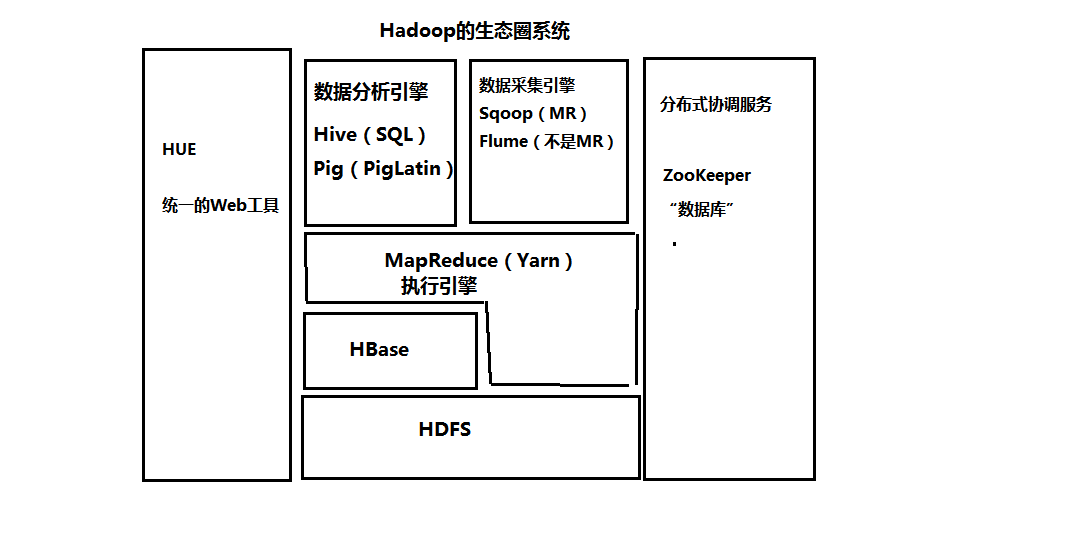 Hadoop的生态圈系统
HUE
统一的Web工具
数据分析引擎
Hive（SQL）
Pig（PigLatin）
数据采集引擎
Sqoop（MR）
Flume（不是MR）
MapReduce（Yarn）
执行引擎
HBase
HDFS
分布式协调服务
ZooKeeper
“数据库”